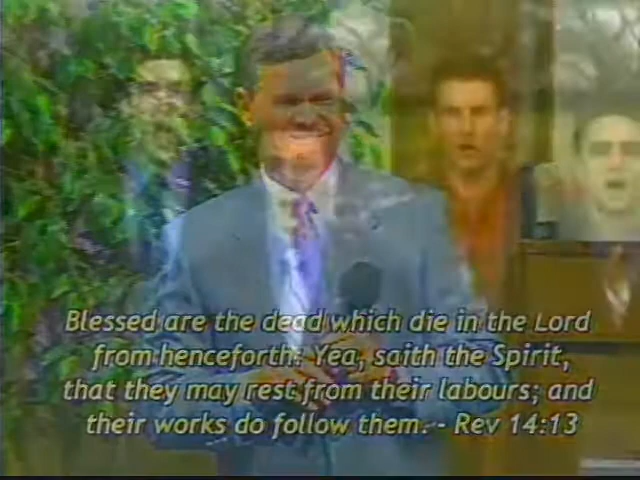 Blessed are the dead which die in the Lord
from henceforth: Yea, saith the Spirit,
that they may rest from their labours; and
their works do follow them. - Rev 14:13